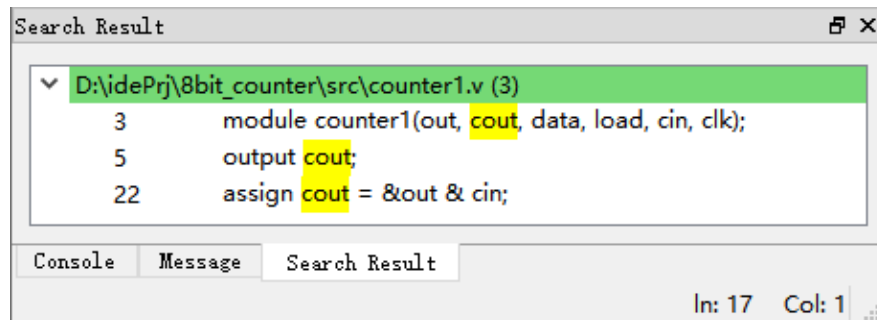 Search Result
D:\idePrj\8bit_counter\src\counter1.v (3)
3 module counter1(out, cout, data, load, cin, clk);
5 output cout;
22 assign cout = &out & cin;
Console Message Search Result
ln: 17 Col: 1